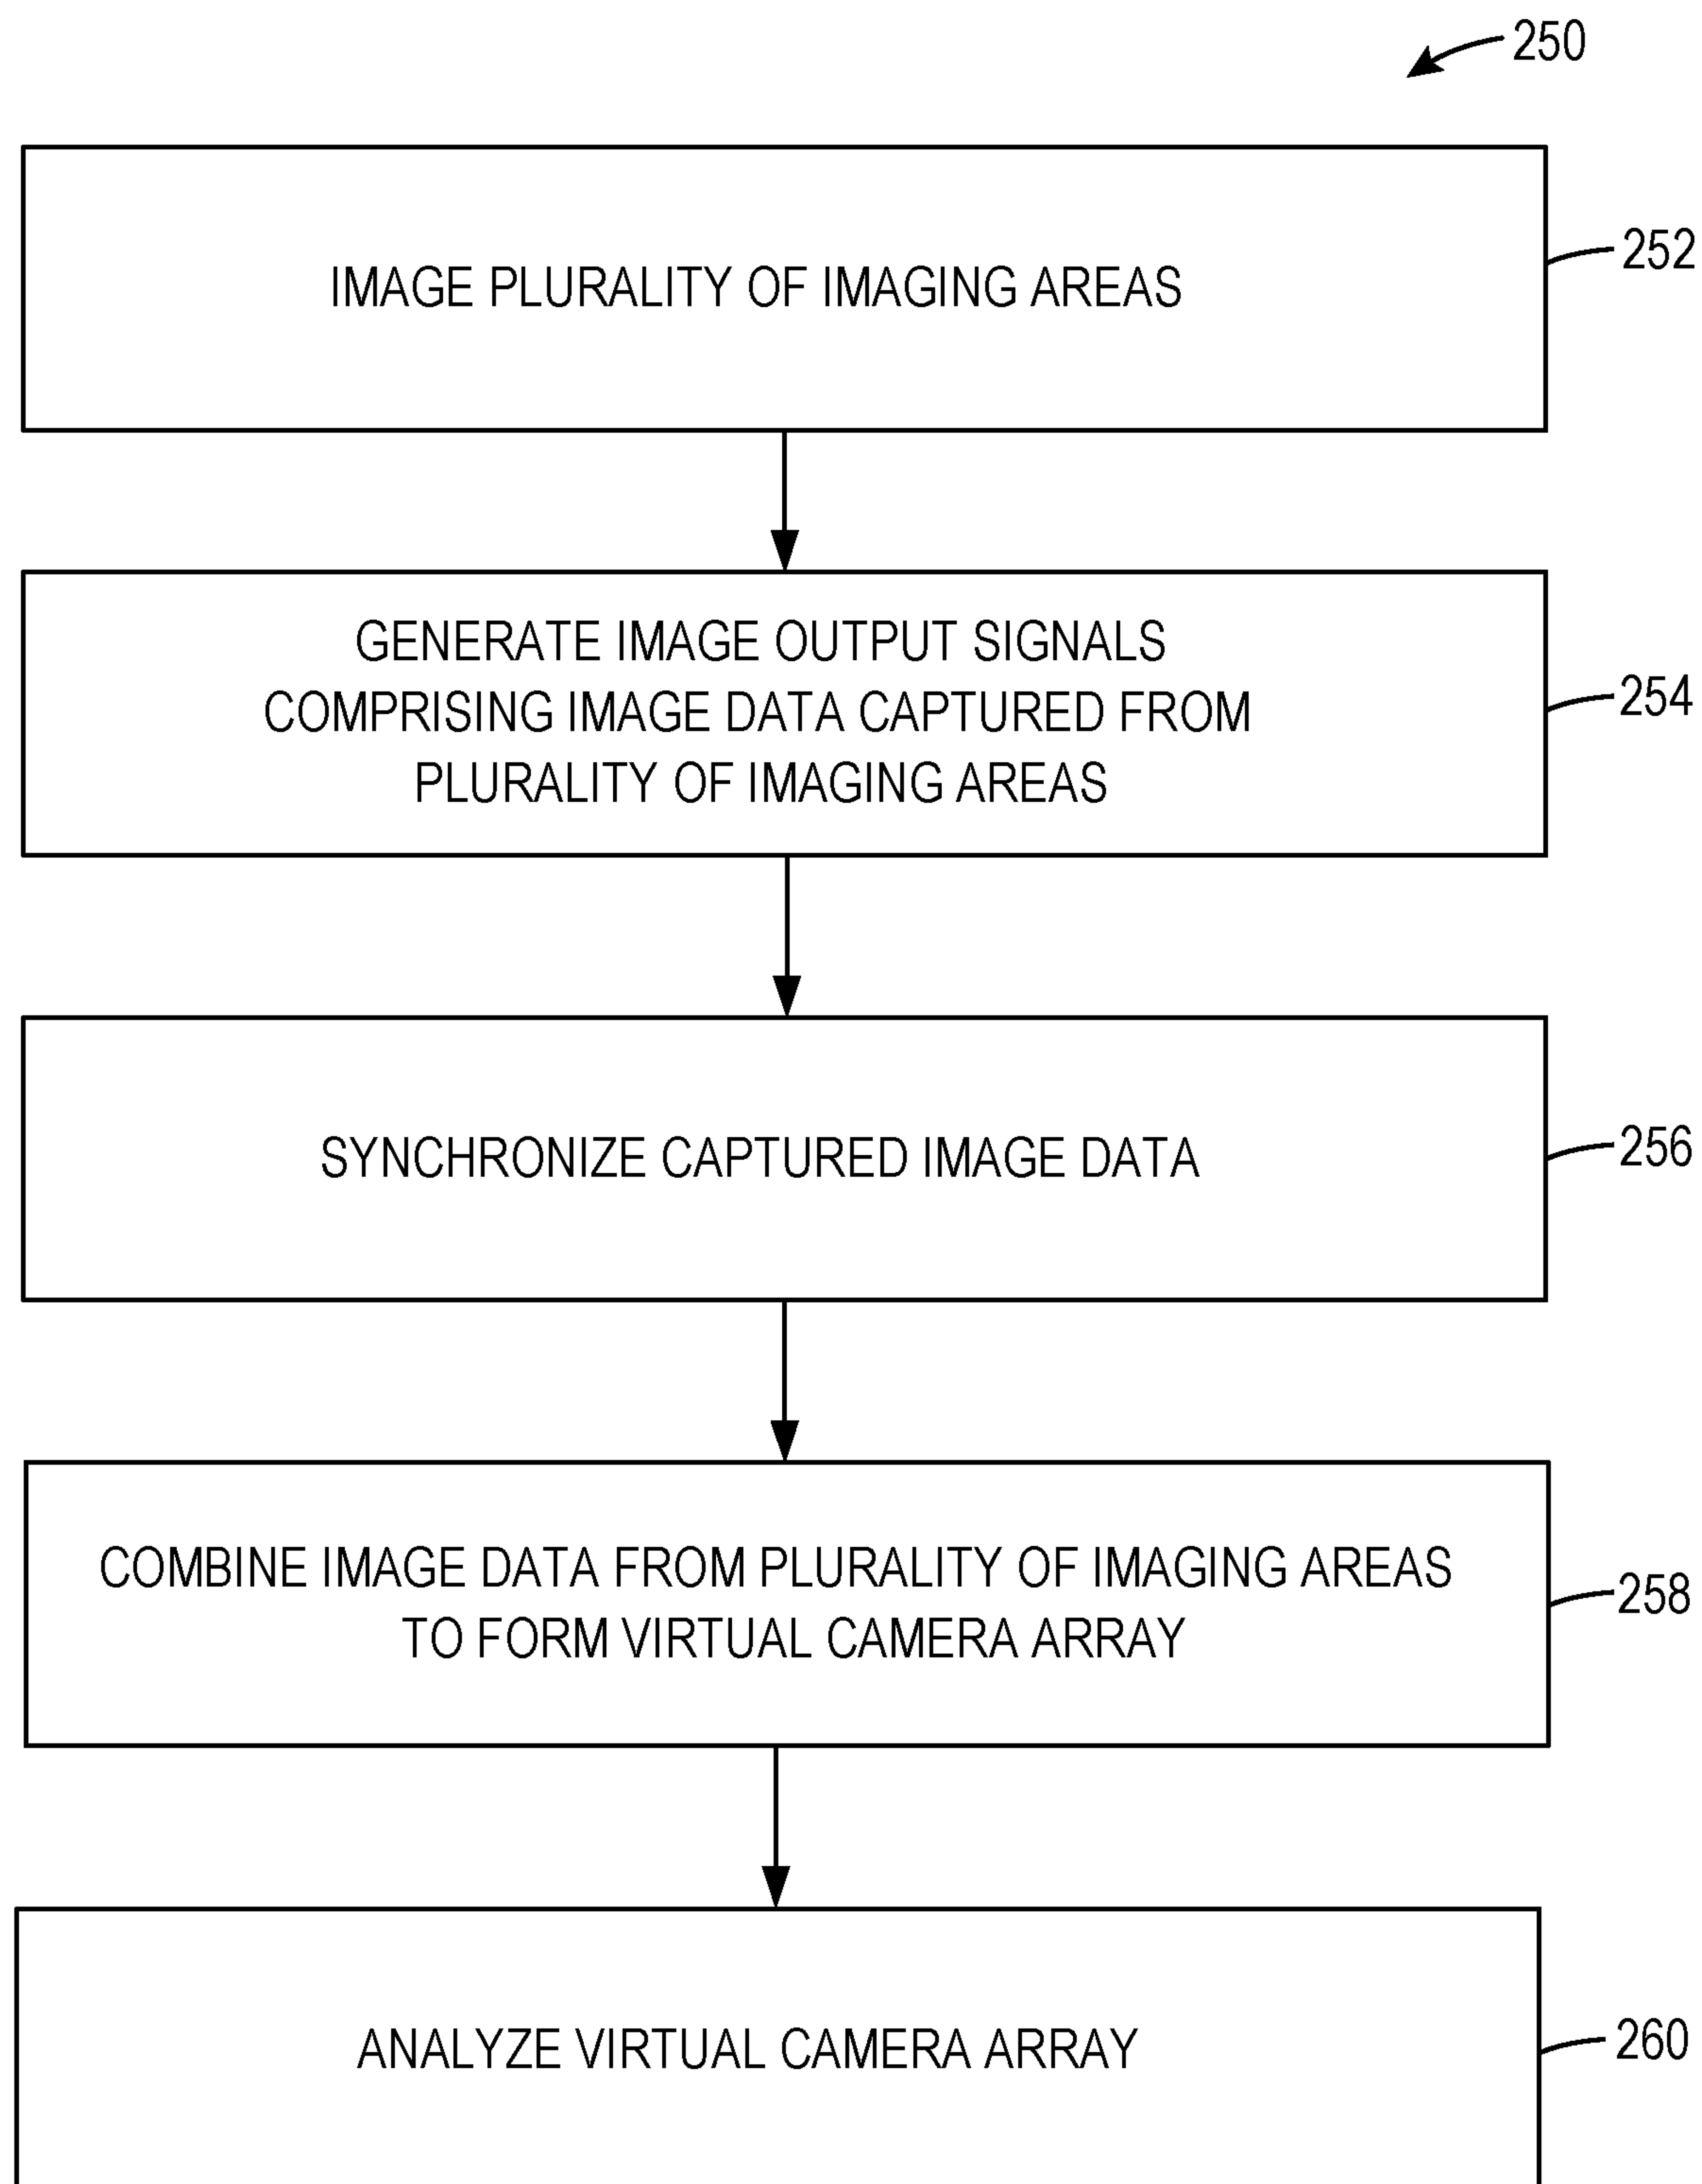 250
IMAGE PLURALITY OF IMAGING AREAS
252
GENERATE IMAGE OUTPUT SIGNALS
COMPRISING IMAGE DATA CAPTURED FROM
PLURALITY OF IMAGING AREAS
254
SYNCHRONIZE CAPTURED IMAGE DATA
256
COMBINE IMAGE DATA FROM PLURALITY OF IMAGING AREAS
TO FORM VIRTUAL CAMERA ARRAY
258
ANALYZE VIRTUAL CAMERA ARRAY
260